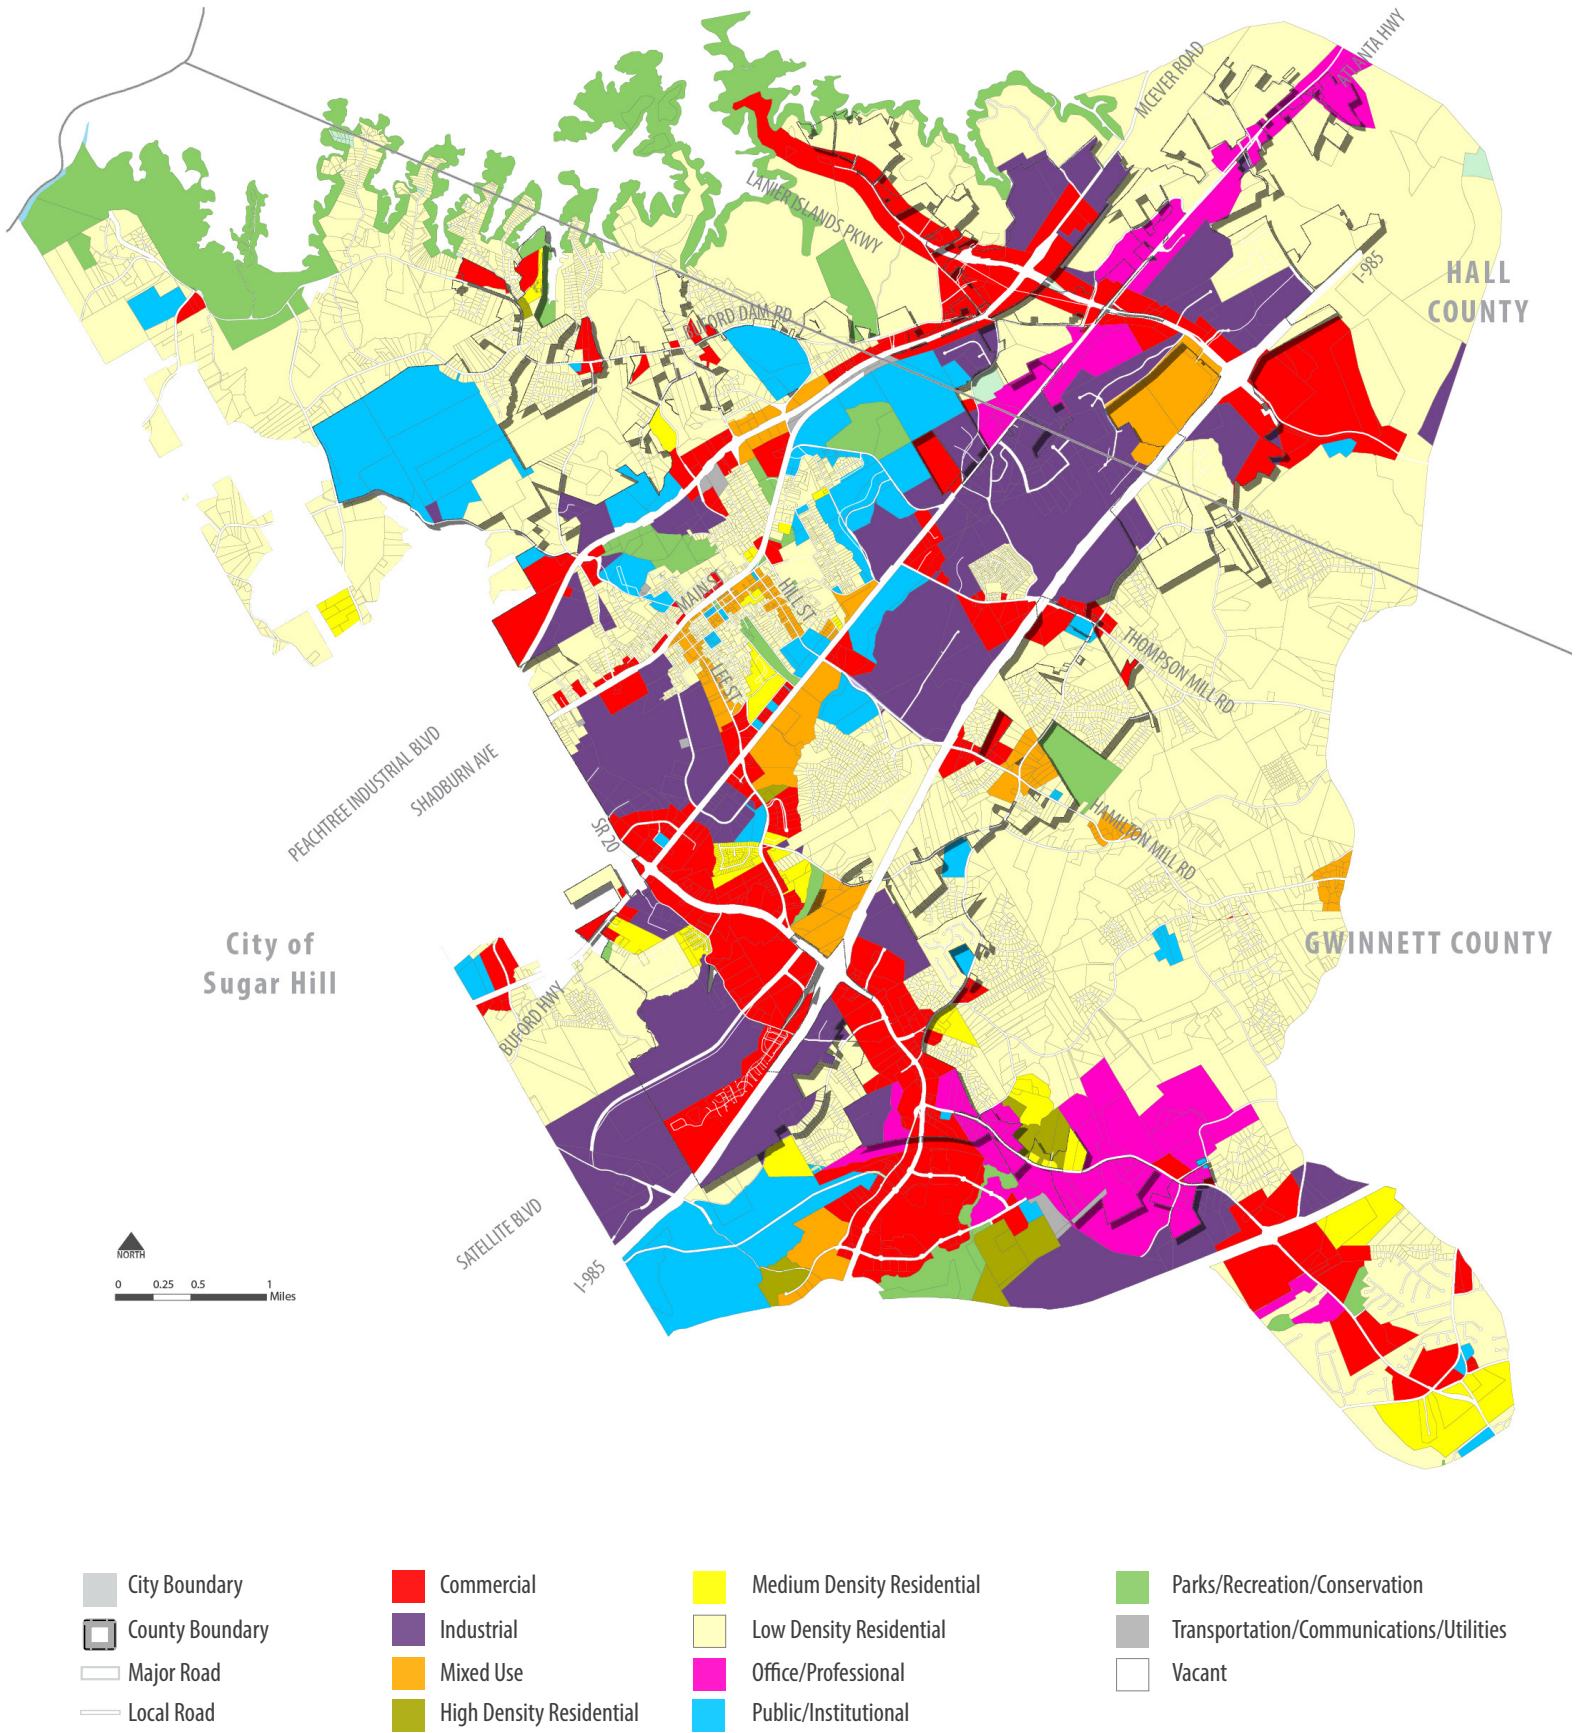 ATLANTA HWY
MCEVER ROAD
LANIER ISLANDS PKWY
I-985
HALL
COUNTY
BUFORD DAM RD
MAIN ST
HILL ST
LEE ST
THOMPSON MILL RD
PEACHTREE INDUSTRIAL BLVD
SHADBURN AVE
SR 20
HAMILTON MILL RD
City of
Sugar Hill
GWINNETT COUNTY
BUFORD HWY
SATELLITE BLVD
I-985
NORTH
0 0.25 0.5 1
Miles
City Boundary
County Boundary
Major Road
Local Road
Commercial
Industrial
Mixed Use
High Density Residential
Medium Density Residential
Low Density Residential
Office/Professional
Public/Institutional
Parks/Recreation/Conservation
Transportation/Communications/Utilities
Vacant